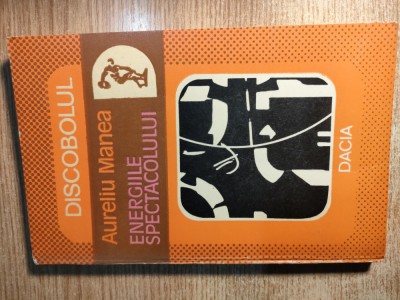 DISCOBOLUL
Aureliu Manea
ENERGIILE
SPECTACOLULUI
DACIA